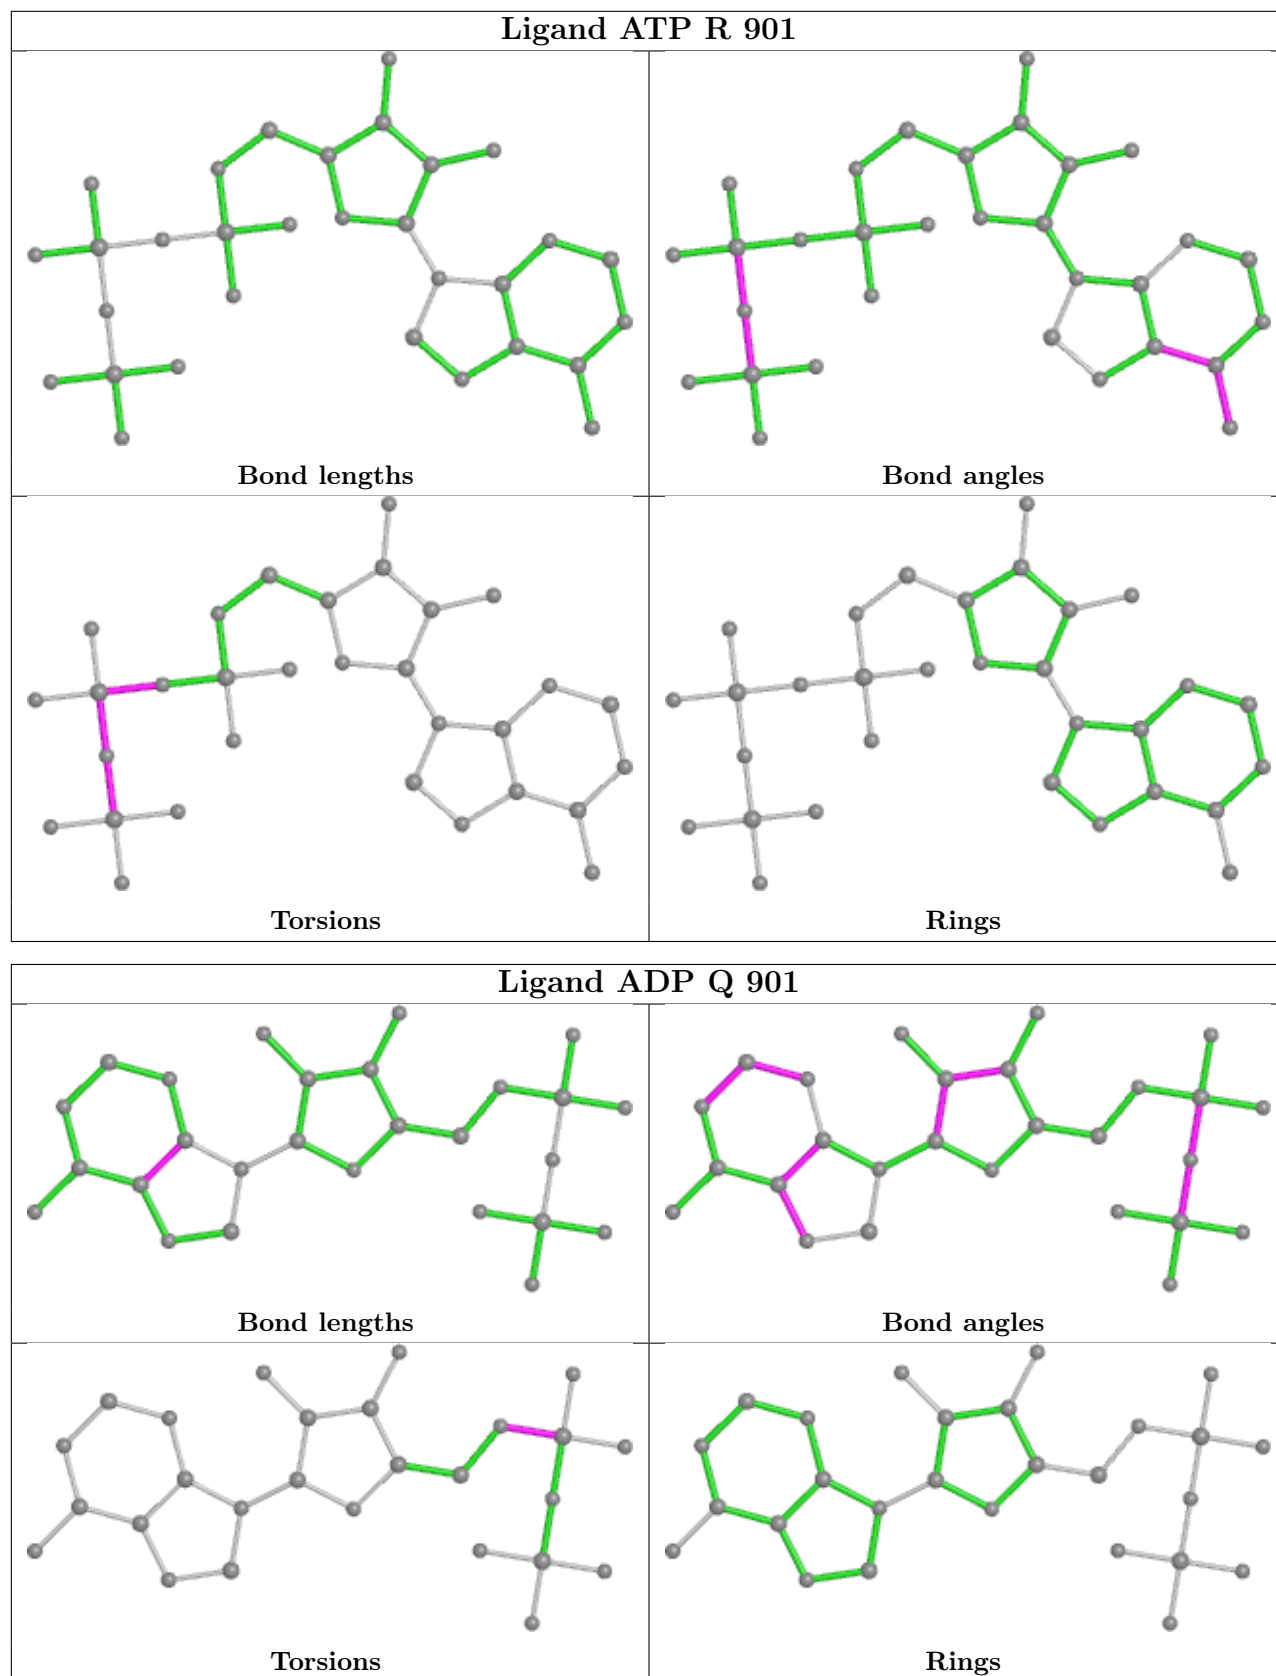 Ligand ATP R 901
Bond lengths
Bond angles
Torsions
Rings
Ligand ADP Q 901
Bond lengths
Bond angles
Torsions
Rings